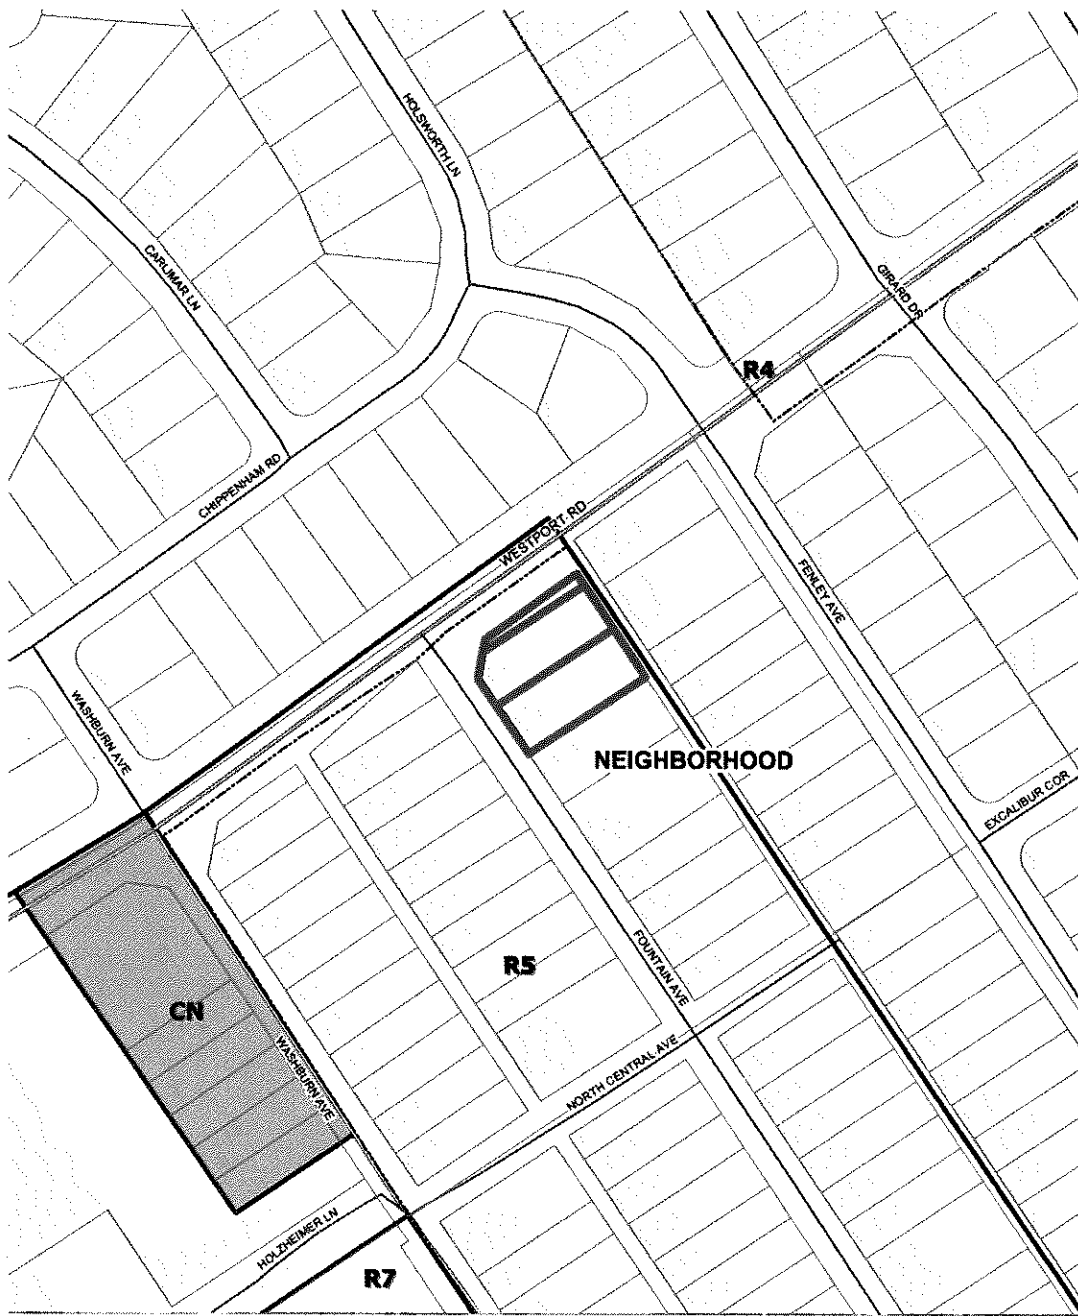 HOLSWORTH LN
CARLIMAR LN
GIRARD DR
R4
CHIPPENHAM RD
WESTPORT RD
FENLEY AVE
WASHBURN AVE
NEIGHBORHOOD
EXCALIBUR COR
R5
FOUNTAIN AVE
CN
WASHBURN AVE
NORTH CENTRAL AVE
HOLZHEIMER LN
R7